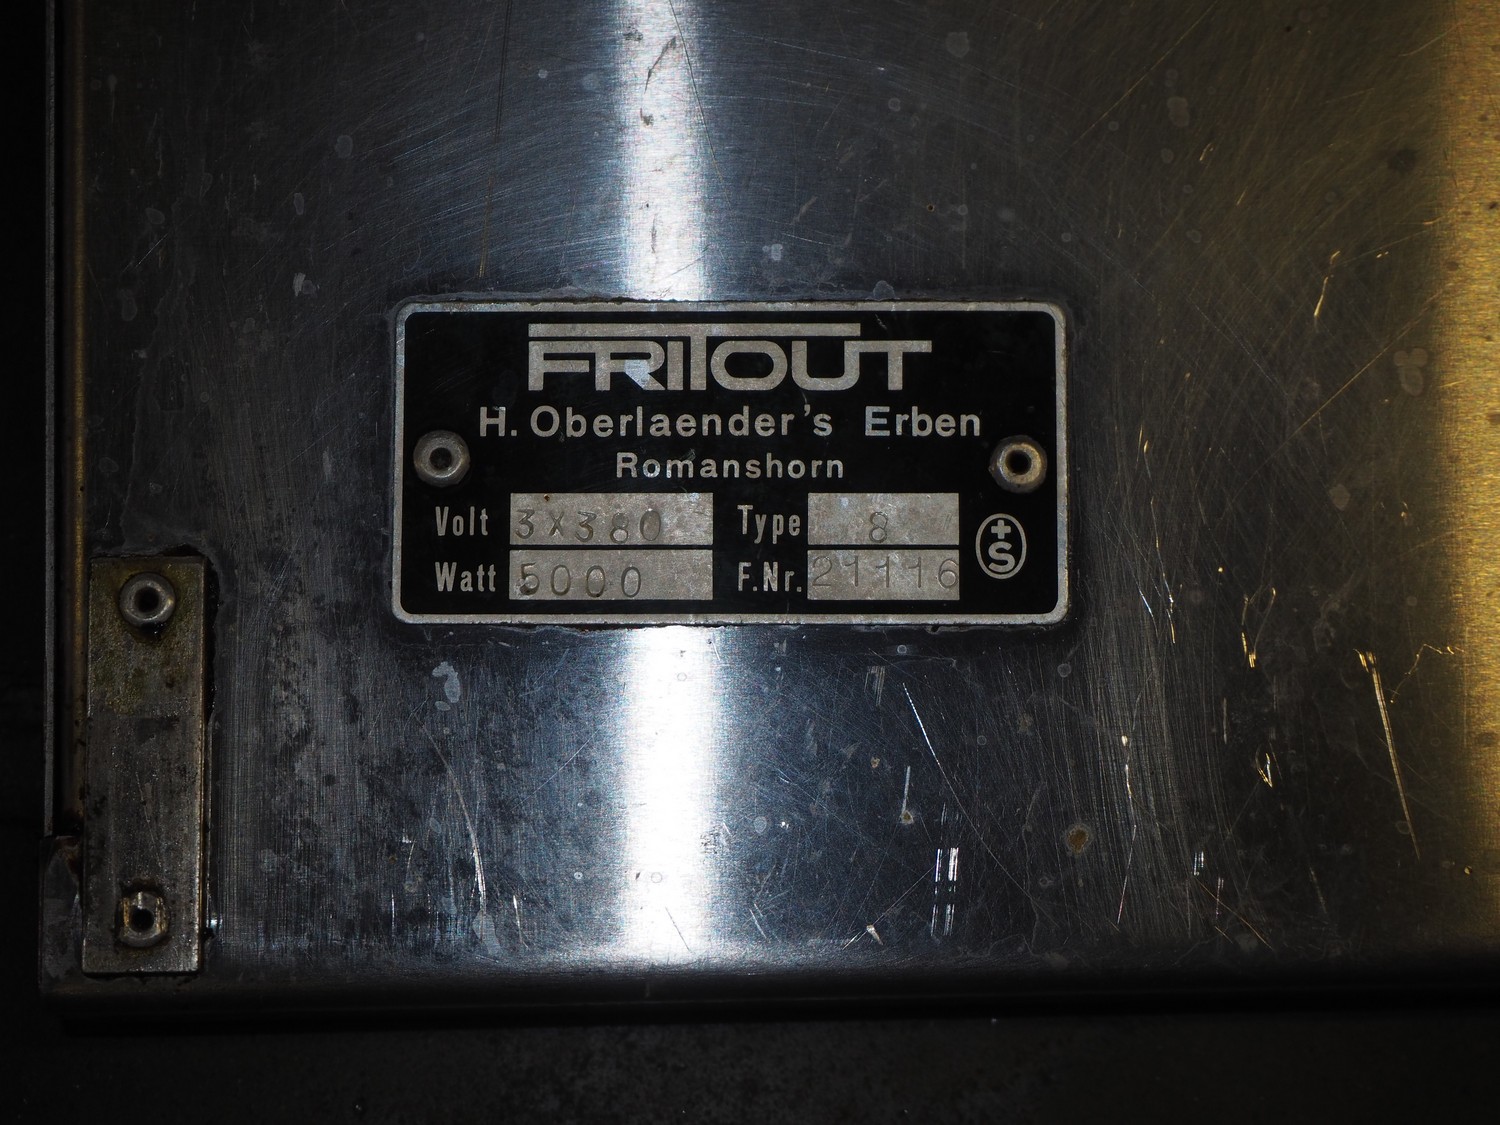 FRITOUT
H. Oberlaender's Erben
Romanshorn
Volt 3X380 Type 8
Watt 5000 F.Nr. 21116
+S